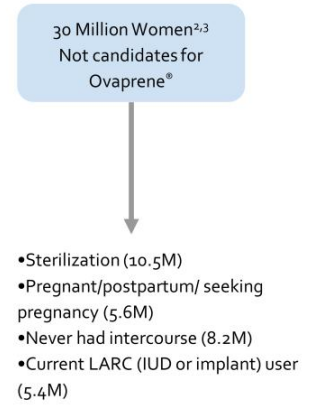 30 Million Women²,³
Not candidates for
Ovaprene®
•Sterilization (10.5M)
•Pregnant/postpartum/ seeking
pregnancy (5.6M)
•Never had intercourse (8.2M)
•Current LARC (IUD or implant) user
(5.4M)